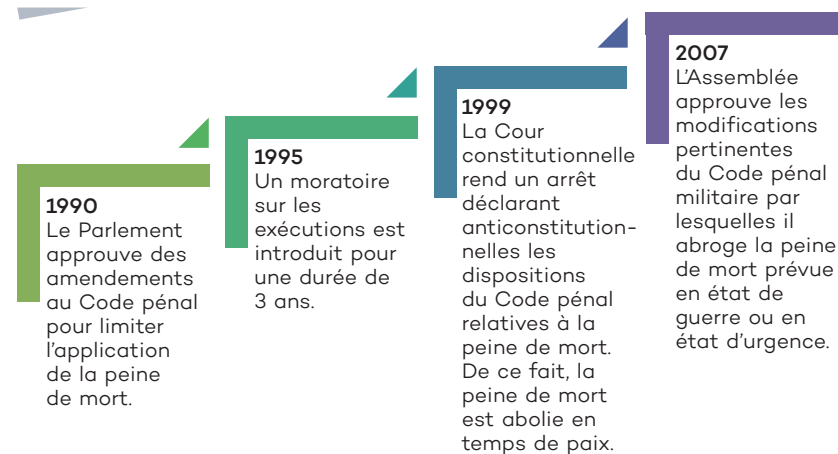 1990
Le Parlement
approuve des
amendements
au Code pénal
pour limiter
l’application
de la peine
de mort.
1995
Un moratoire
sur les
exécutions est
introduit pour
une durée de
3 ans.
1999
La Cour
constitutionnelle
rend un arrêt
déclarant
anticonstitution-
nelles les
dispositions
du Code pénal
relatives à la
peine de mort.
De ce fait, la
peine de mort
est abolie en
temps de paix.
2007
L’Assemblée
approuve les
modifications
pertinentes
du Code pénal
militaire par
lesquelles il
abroge la peine
de mort prévue
en état de
guerre ou en
état d’urgence.